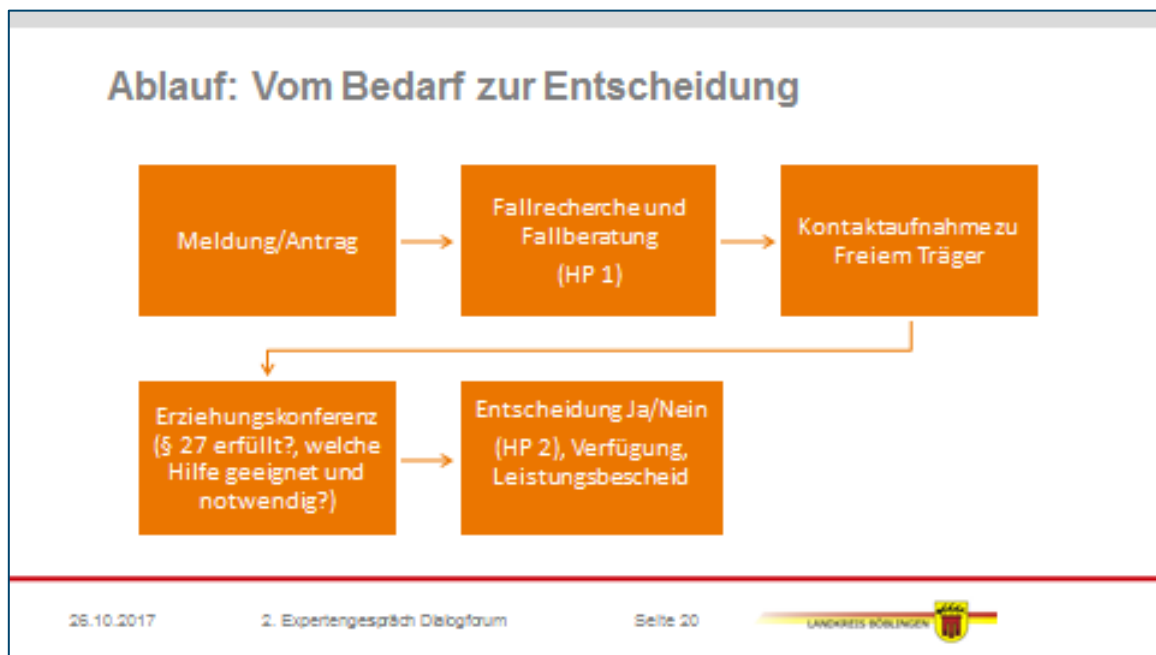 Ablauf: Vom Bedarf zur Entscheidung
Meldung/Antrag
Fallrecherche und
Fallberatung
(HP 1)
Kontaktaufnahme zu
Freiem Träger
Erziehungskonferenz
(§ 27 erfüllt?, welche
Hilfe geeignet und
notwendig?)
Entscheidung Ja/Nein
(HP 2), Verfügung,
Leistungsbescheid
26.10.2017
2. Expertengespräch Dialogforum
Seite 20
LANDKREIS BÖBLINGEN